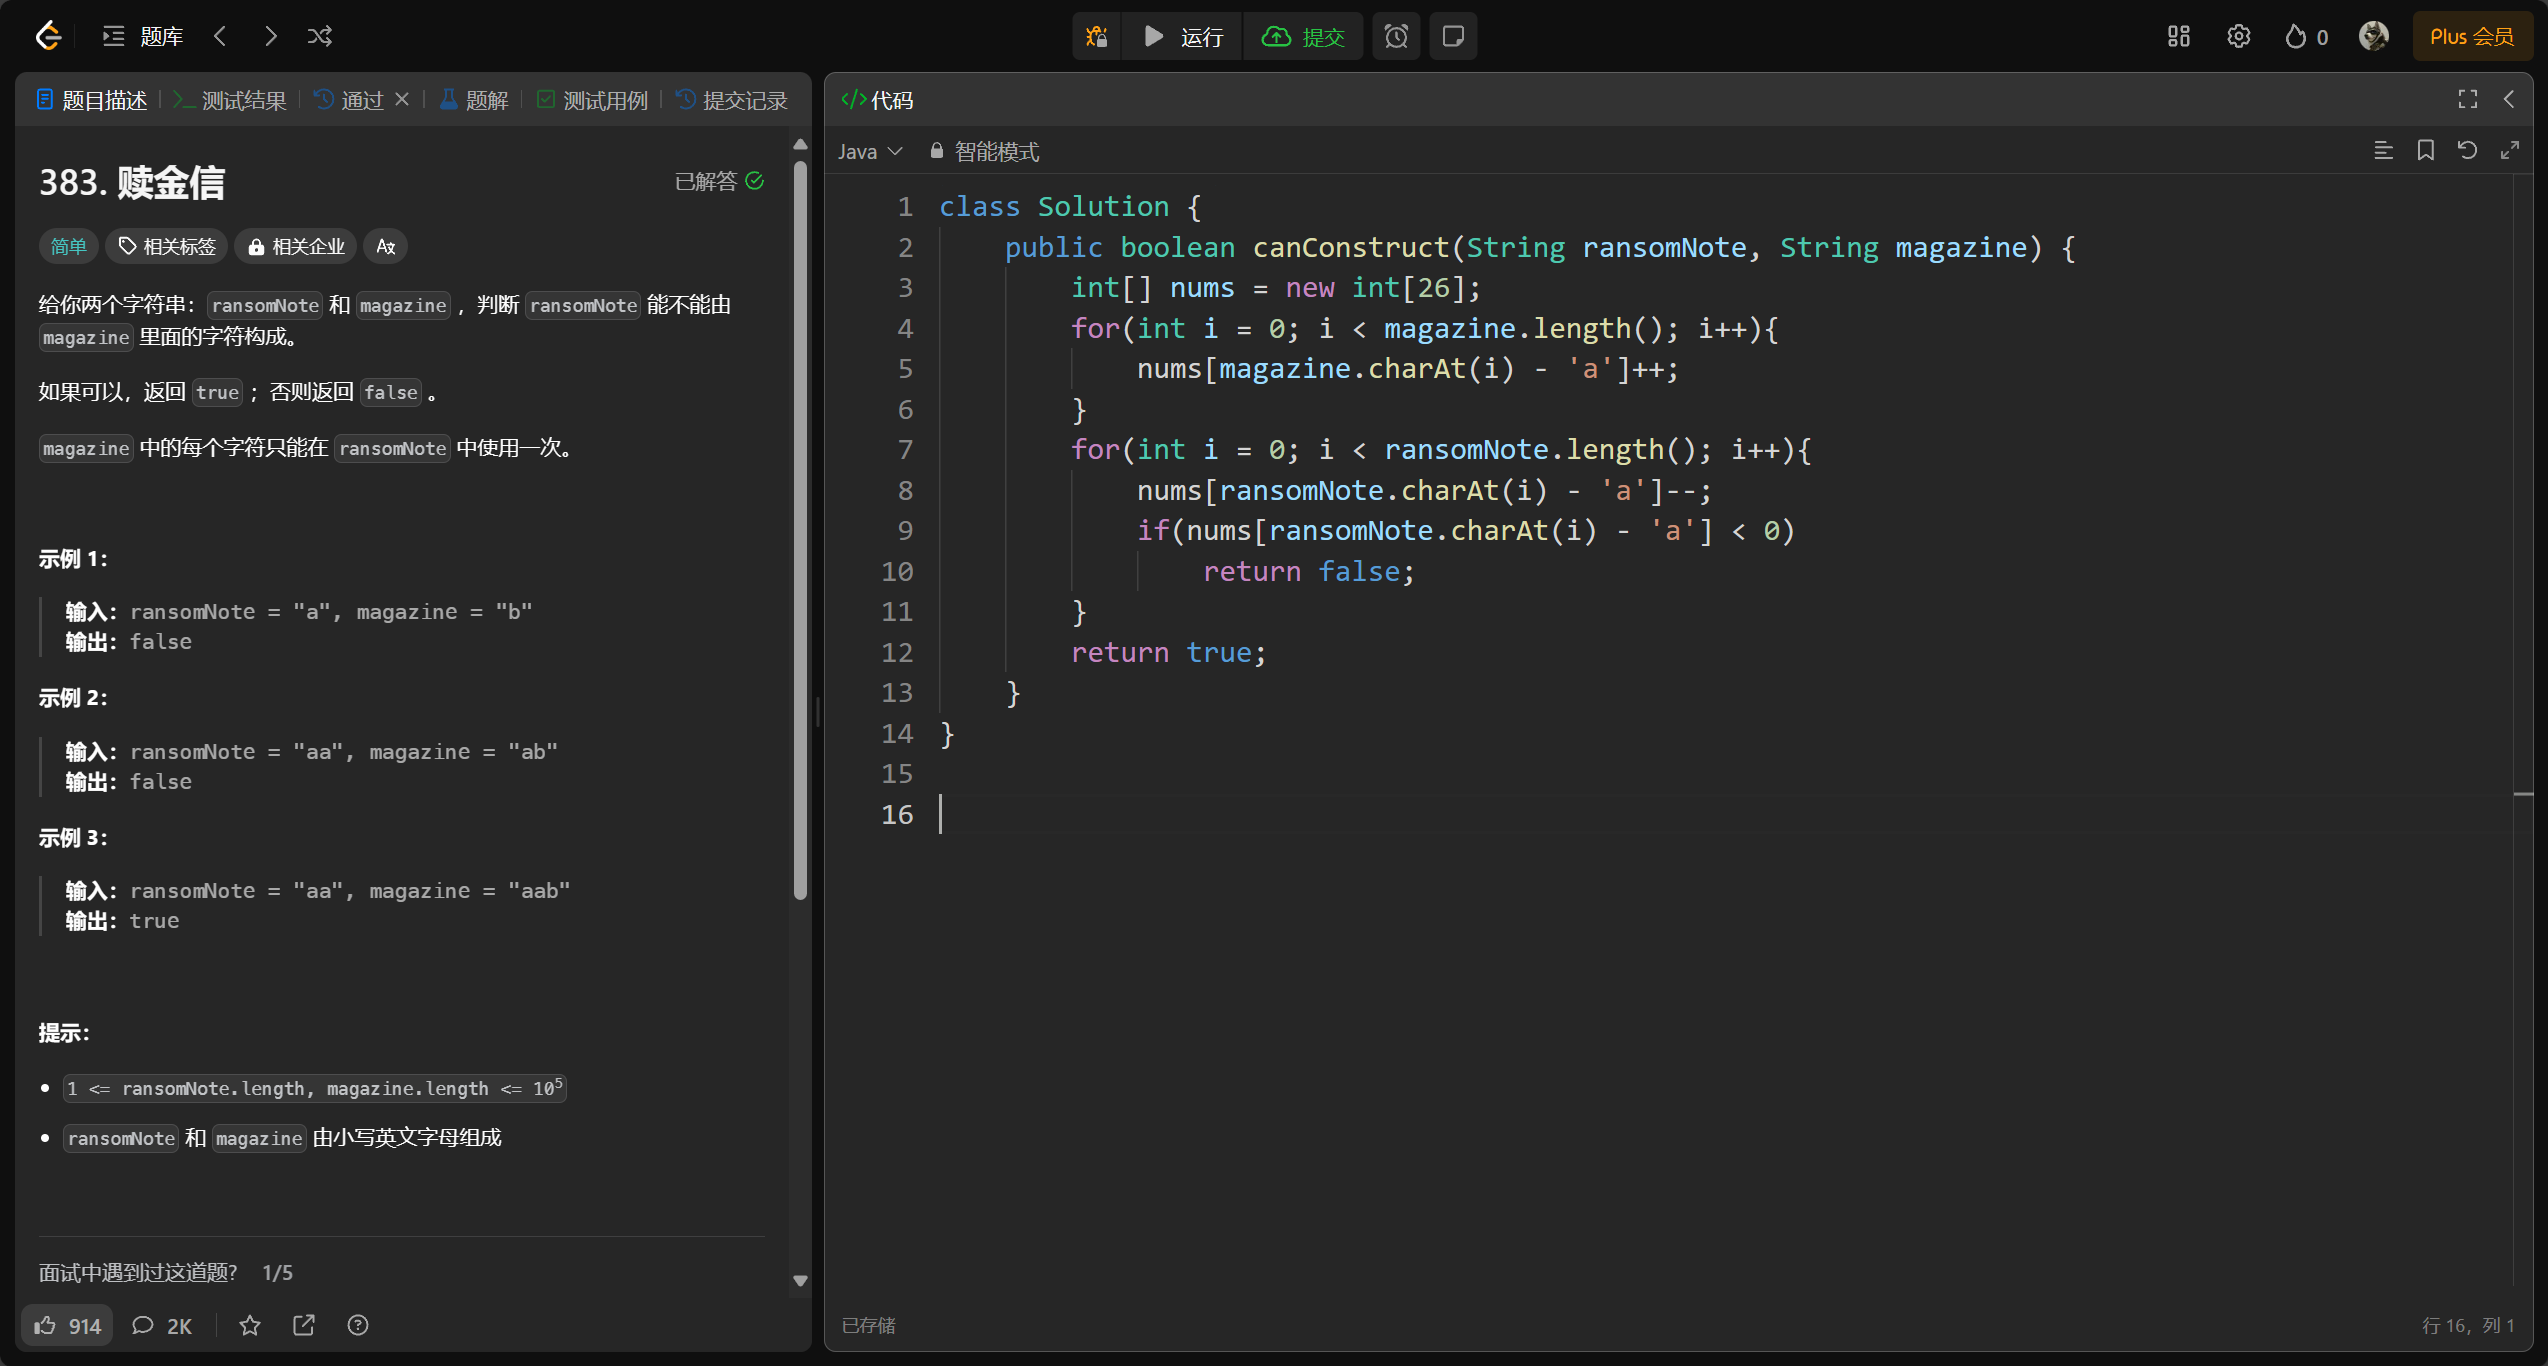 题库
运行
提交
0
Plus 会员
题目描述
测试结果
通过
题解
测试用例
提交记录
383. 赎金信
已解答
简单
相关标签
相关企业
给你两个字符串：ransomNote 和 magazine ，判断 ransomNote 能不能由
magazine 里面的字符构成。
如果可以，返回 true ；否则返回 false 。
magazine 中的每个字符只能在 ransomNote 中使用一次。
示例 1：
输入：ransomNote = "a", magazine = "b"
输出：false
示例 2：
输入：ransomNote = "aa", magazine = "ab"
输出：false
示例 3：
输入：ransomNote = "aa", magazine = "aab"
输出：true
提示：
1 <= ransomNote.length, magazine.length <= 10⁵
ransomNote 和 magazine 由小写英文字母组成
面试中遇到过这道题？ 1/5
914
2K
</>代码
Java
智能模式
1 class Solution {
2     public boolean canConstruct(String ransomNote, String magazine) {
3         int[] nums = new int[26];
4         for(int i = 0; i < magazine.length(); i++){
5             nums[magazine.charAt(i) - 'a']++;
6         }
7         for(int i = 0; i < ransomNote.length(); i++){
8             nums[ransomNote.charAt(i) - 'a']--;
9             if(nums[ransomNote.charAt(i) - 'a'] < 0)
10                 return false;
11         }
12         return true;
13     }
14 }
15
16
已存储
行 16，列 1